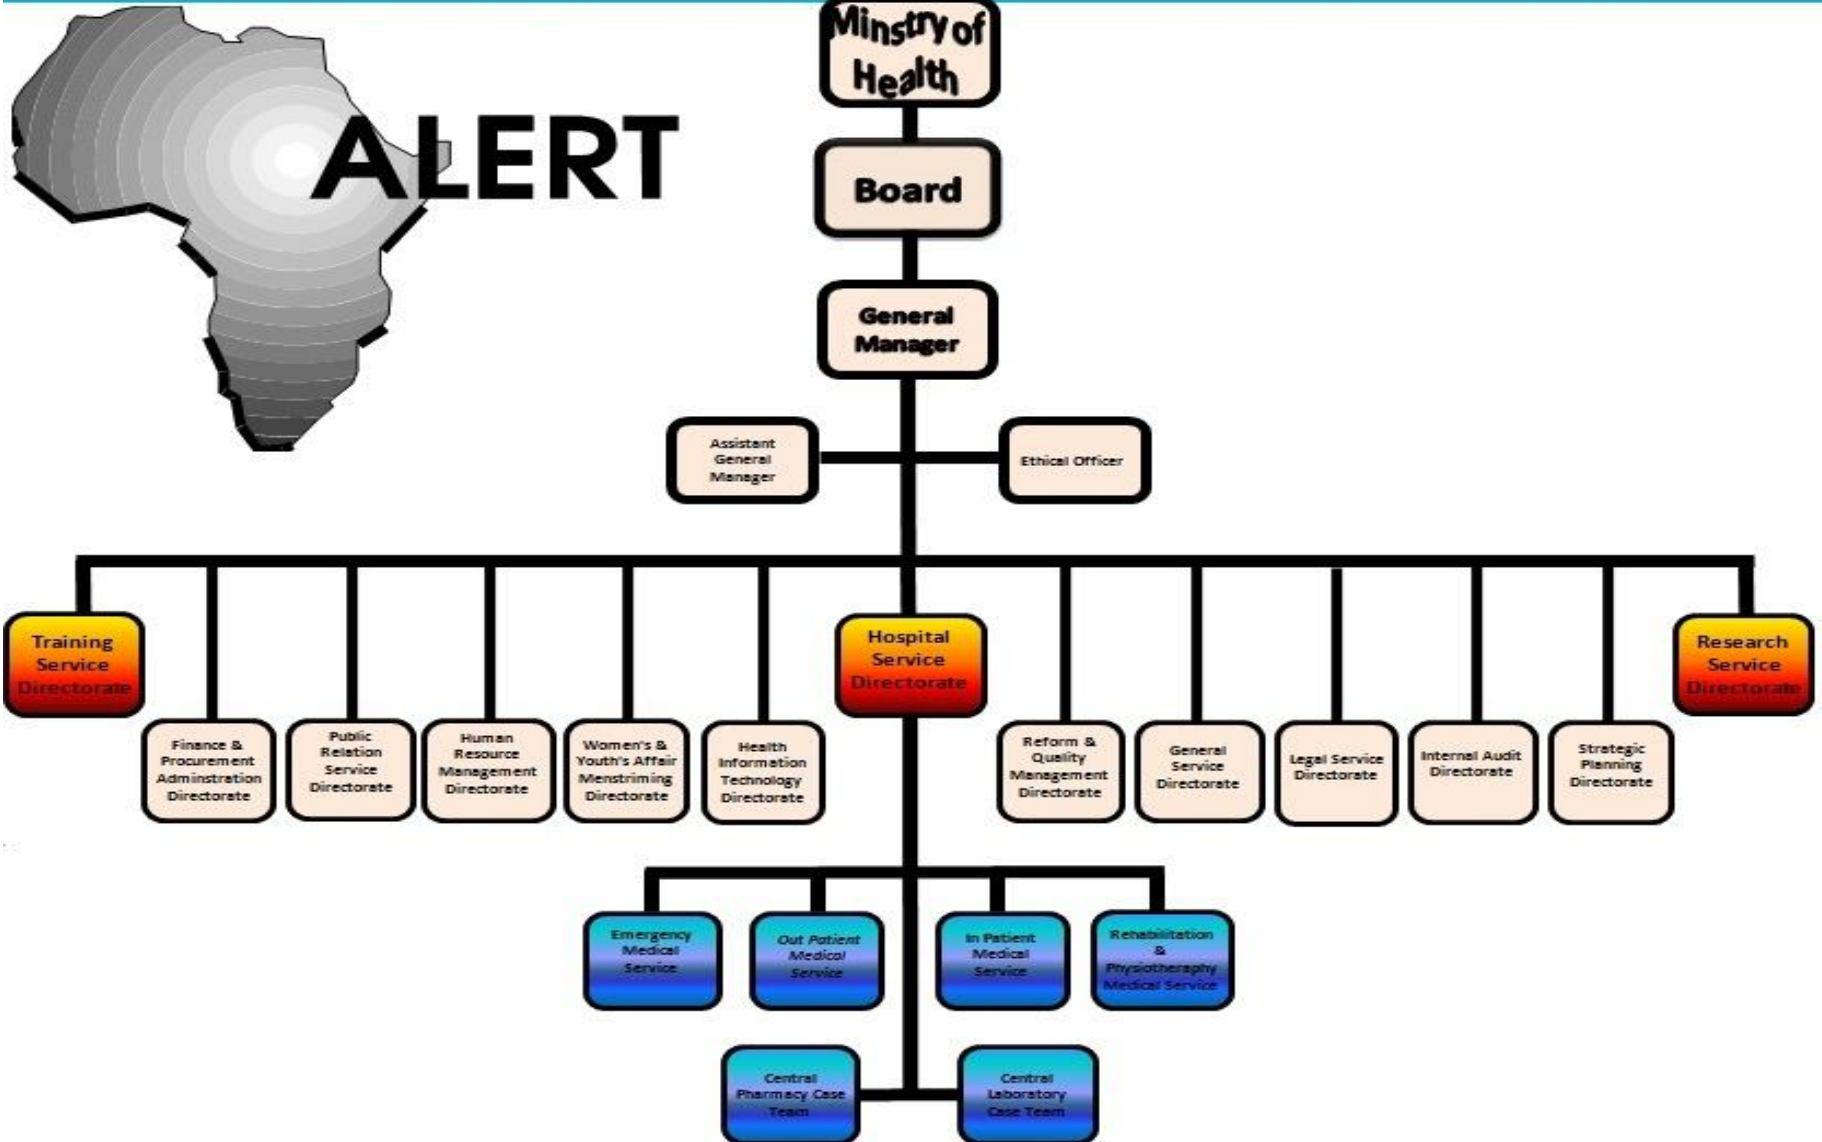 Minstry of
Health
ALERT
Board
General
Manager
Assistant
General
Manager
Ethical Officer
Training
Service
Directorate
Hospital
Service
Directorate
Research
Service
Directorate
Finance &
Procurement
Adminstration
Directorate
Public
Relation
Service
Directorate
Human
Resource
Management
Directorate
Women's &
Youth's Affair
Menstriming
Directorate
Health
Information
Technology
Directorate
Reform &
Quality
Management
Directorate
General
Service
Directorate
Legal Service
Directorate
Internal Audit
Directorate
Strategic
Planning
Directorate
Emergency
Medical
Service
Out Patient
Medical
Service
In Patient
Medical
Service
Rehabilitation
&
Physiotheraphy
Medical Service
Central
Pharmacy Case
Team
Central
Laboratory
Case Team